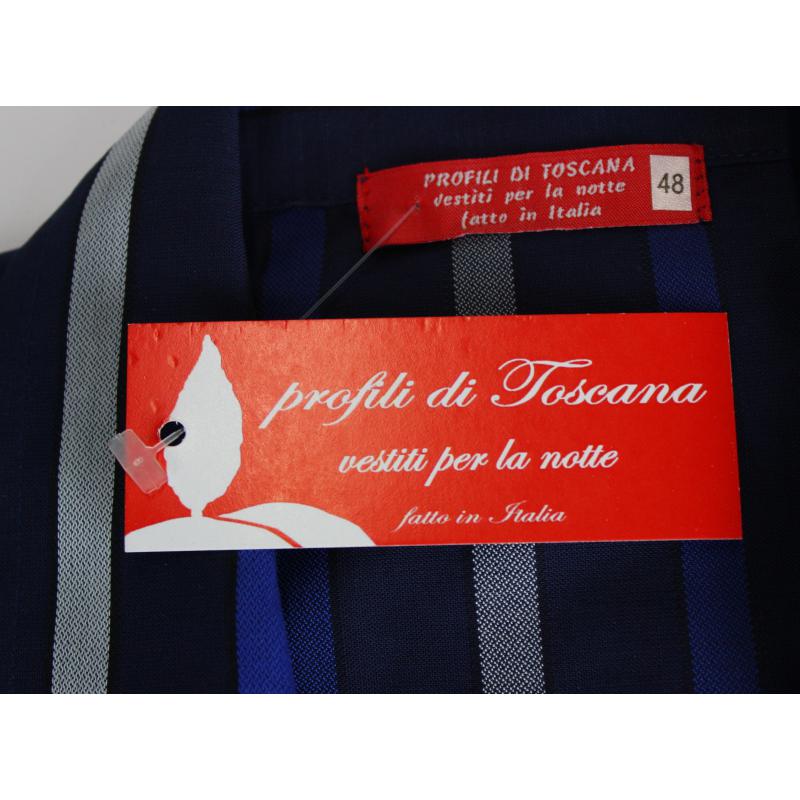 PROFILI DI TOSCANA
vestiti per la notte
fatto in Italia
48
profili di Toscana
vestiti per la notte
fatto in Italia